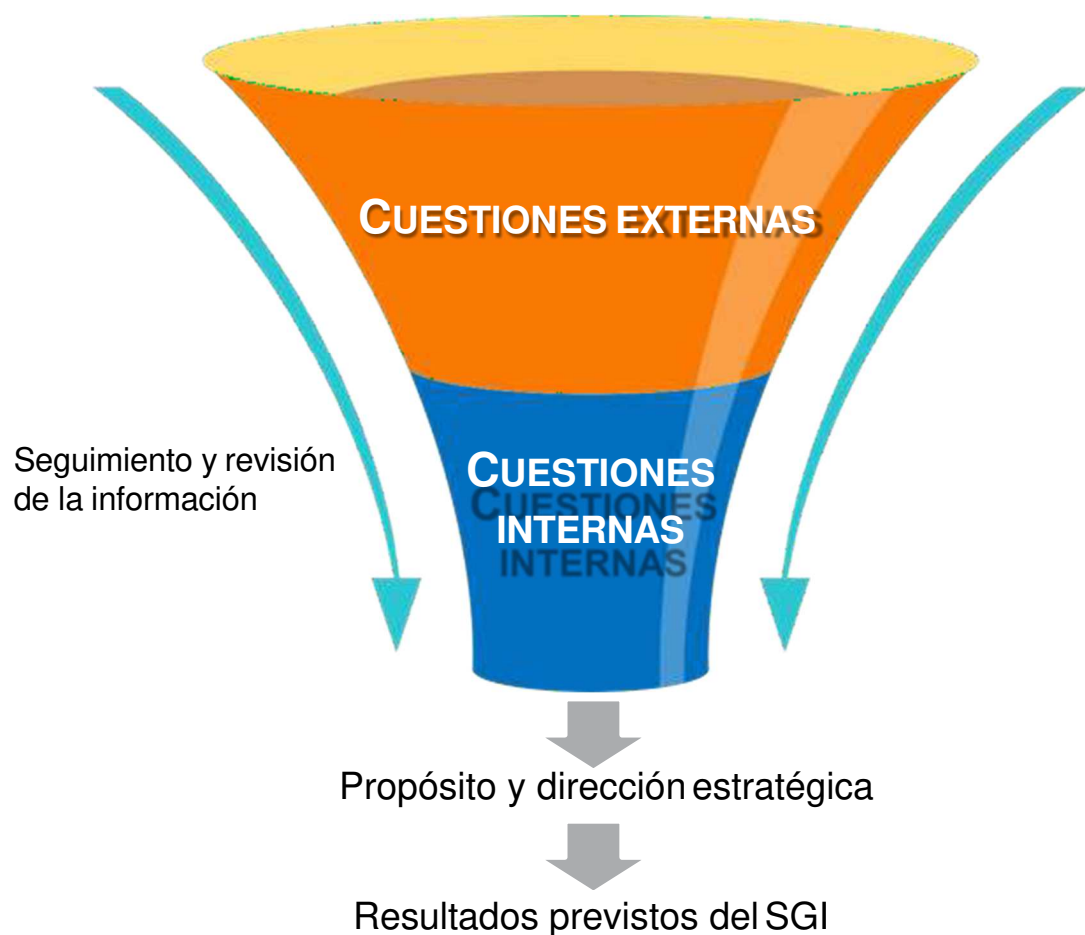 CUESTIONES EXTERNAS
Seguimiento y revisión
de la información
CUESTIONES
INTERNAS
Propósito y dirección estratégica
Resultados previstos del SGI